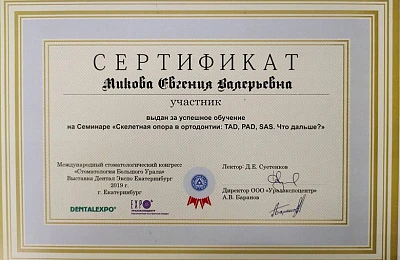 СЕРТИФИКАТ
Микова Евгения Валерьевна
участник
выдан за успешное обучение
на Семинаре «Скелетная опора в ортодонтии: TAD, PAD, SAS. Что дальше?»
Международный стоматологический конгресс
«Стоматология Большого Урала»
Выставка Дентал Экспо Екатеринбург
2019 г.
г. Екатеринбург
Лектор: Д.Е. Суетенков
Директор ООО «Уралэкспоцентр»
А.В. Баранов
DENTALEXPO®
EXPO